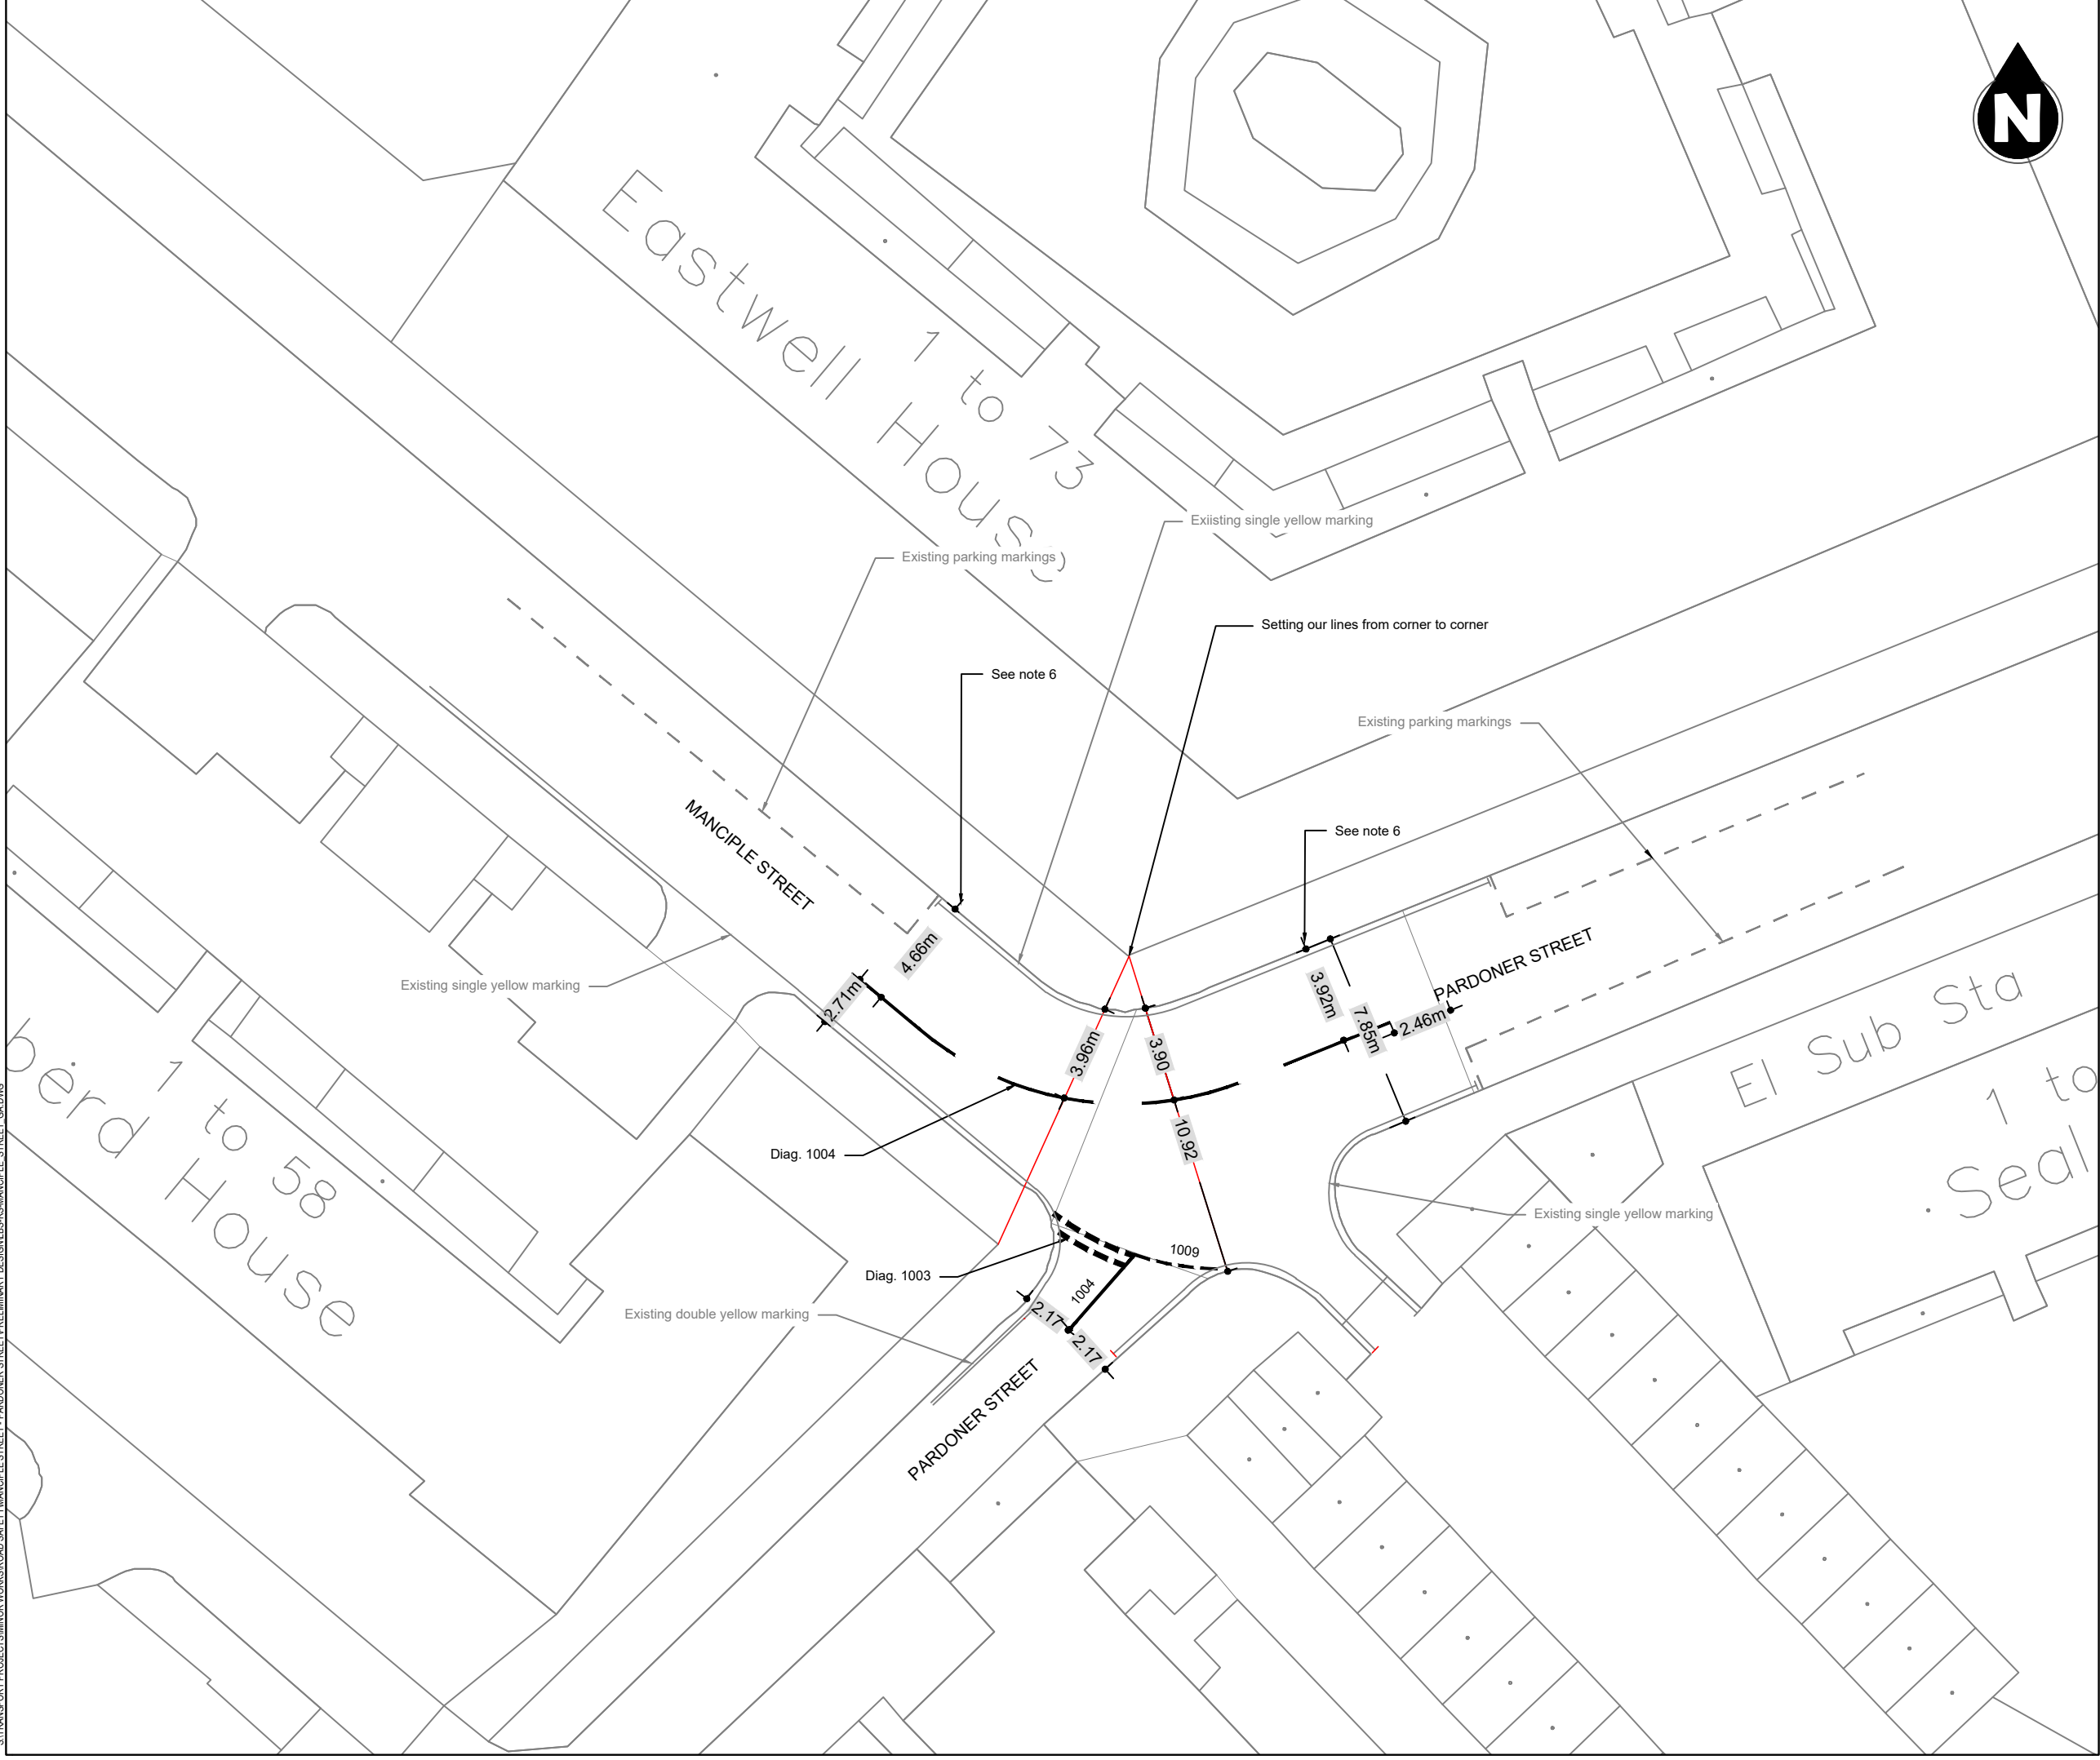 N
Eastwell House
1 to 73
Exiisting single yellow marking
Existing parking markings
Setting our lines from corner to corner
See note 6
Existing parking markings
MANCIPLE STREET
See note 6
4.66m
PARDONER STREET
Existing single yellow marking
2.71m
3.92m
7.85m
2.46m
El Sub Sta
3.96m
3.90
1 to
Seal
berd House
1 to 58
10.92
Diag. 1004
Existing single yellow marking
1009
Diag. 1003
1004
Existing double yellow marking
2.17
2.17
PARDONER STREET